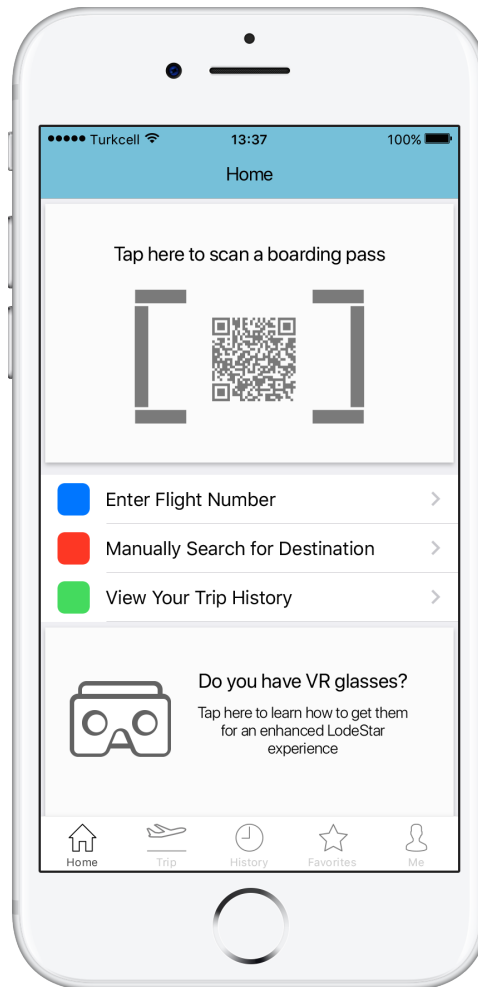 Turkcell 13:37 100%
Home
Tap here to scan a boarding pass
Enter Flight Number
Manually Search for Destination
View Your Trip History
Do you have VR glasses?
Tap here to learn how to get them
for an enhanced LodeStar
experience
Home Trip History Favorites Me